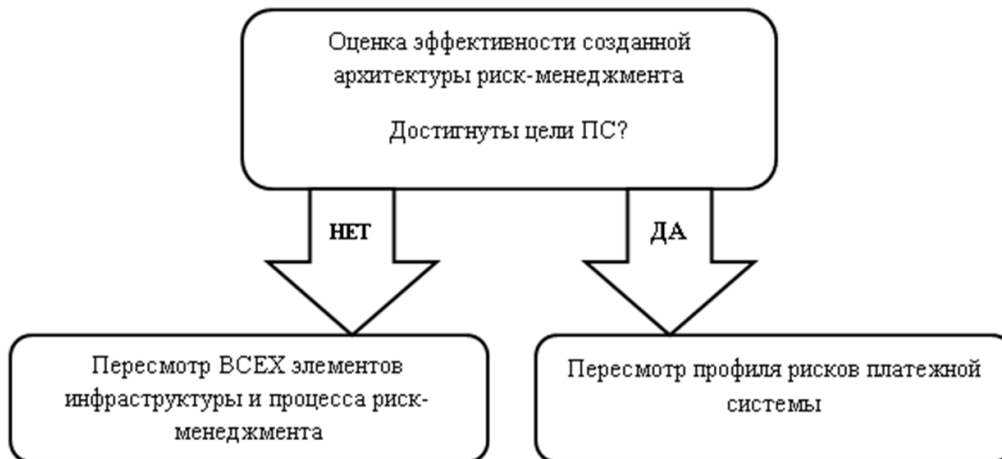 Оценка эффективности созданной
архитектуры риск-менеджмента
Достигнуты цели ПС?
НЕТ
ДА
Пересмотр ВСЕХ элементов
инфраструктуры и процесса риск-
менеджмента
Пересмотр профиля рисков платежной
системы